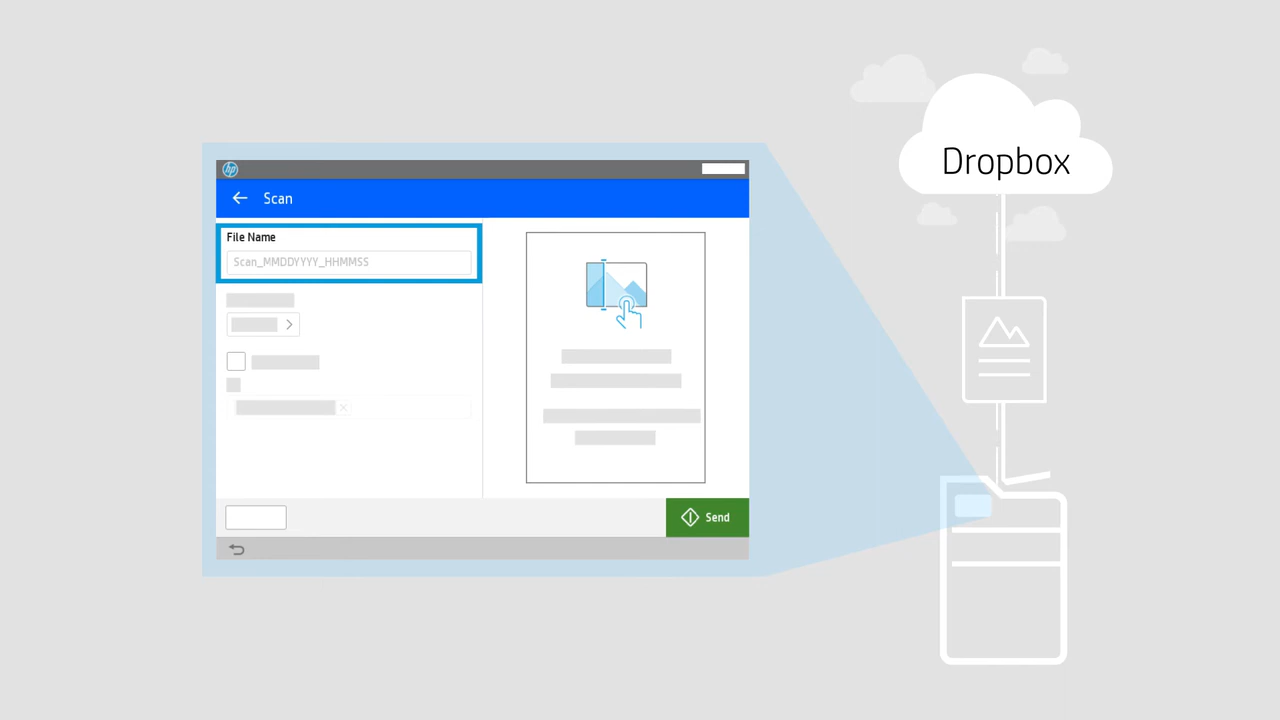 hp
Scan
File Name
Scan_MMDDYYYY_HHMMSS
Send
Dropbox